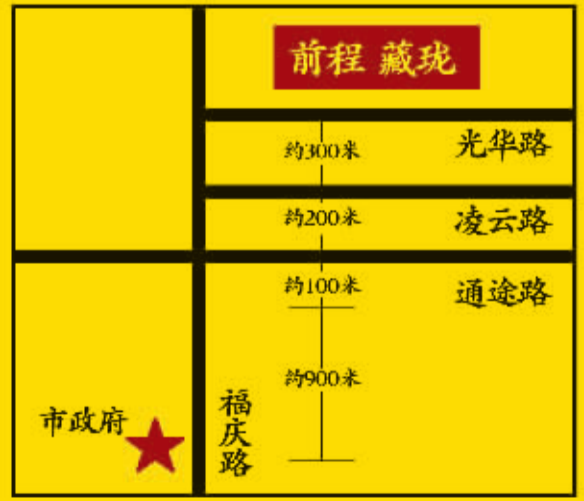 前程 藏珑
约300米
光华路
约200米
凌云路
约100米
通途路
约900米
市政府
福庆路